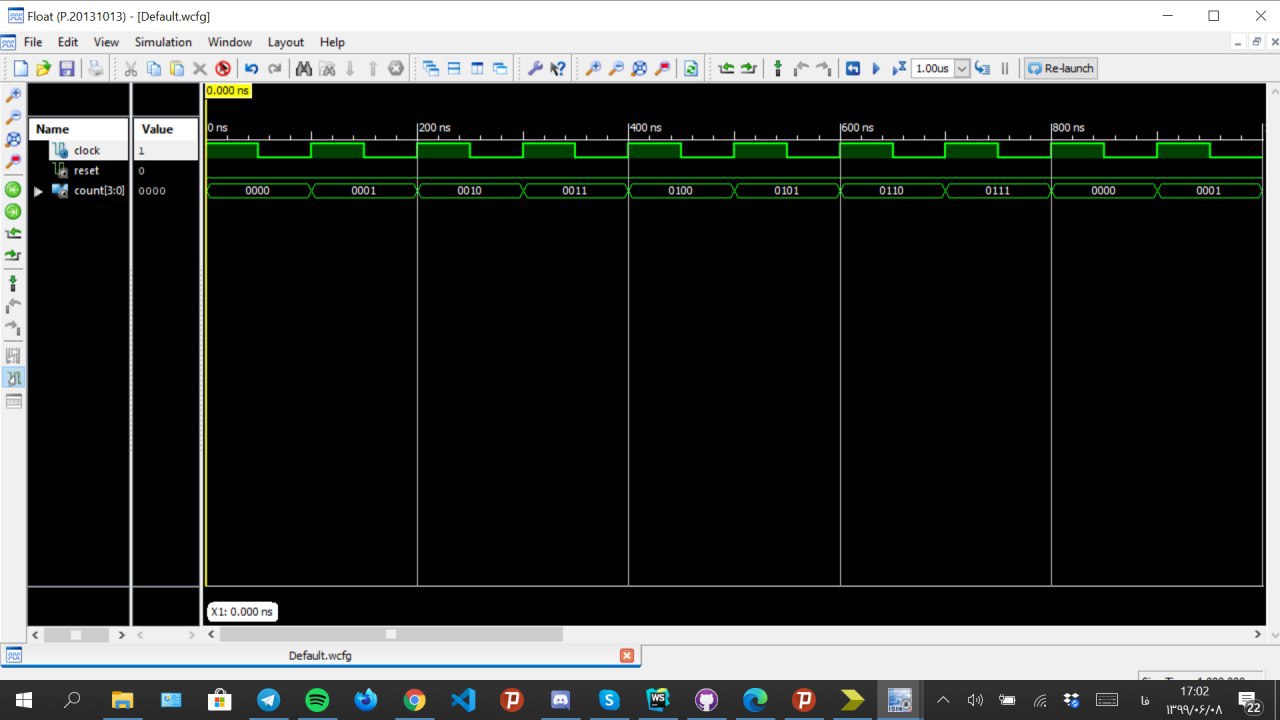 Float (P.20131013) - [Default.wcfg]
File Edit View Simulation Window Layout Help
1.00us Re-launch
0.000 ns
Name Value
0 ns 200 ns 400 ns 600 ns 800 ns
clock 1
reset 0
count[3:0] 0000 0000 0001 0010 0011 0100 0101 0110 0111 0000 0001
X1: 0.000 ns
Default.wcfg
17:02
فا
۱۳۹۹/۰۶/۰۸
22